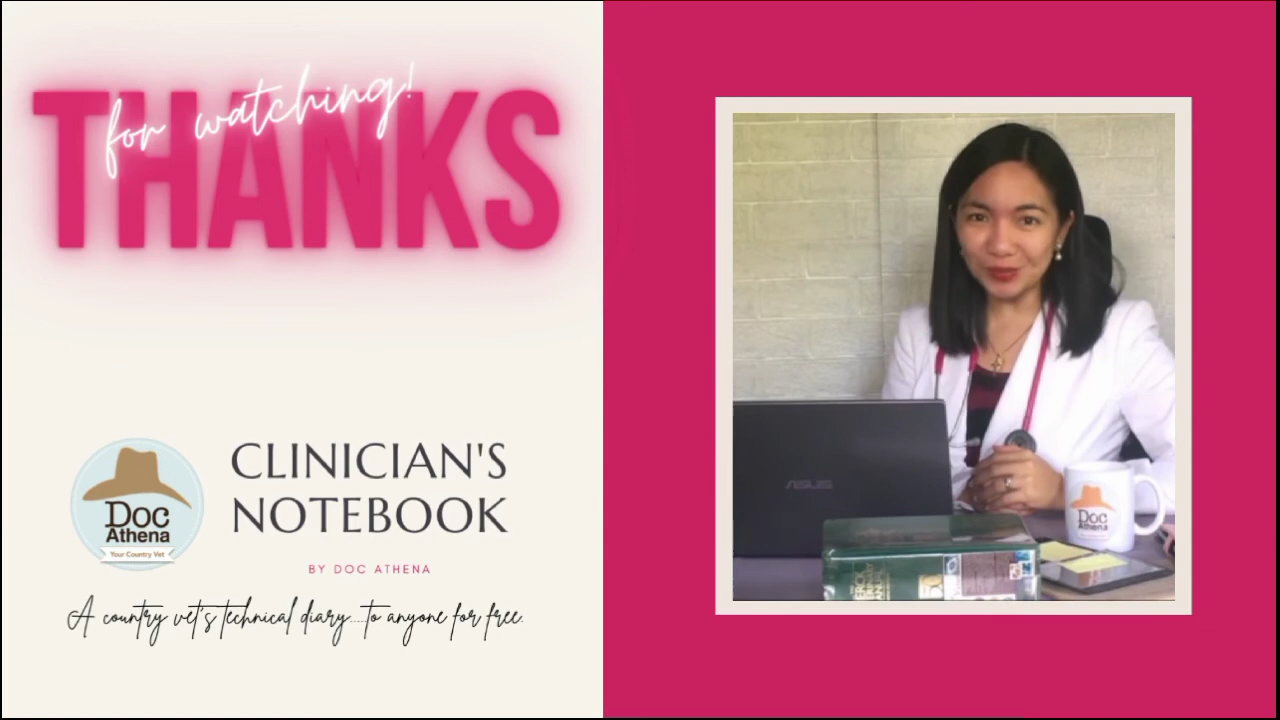 for watching!
THANKS
CLINICIAN'S
NOTEBOOK
BY DOC ATHENA
Doc
Athena
Your Country Vet
A country vet's technical diary....to anyone for free.
ASUS
Doc
Athena